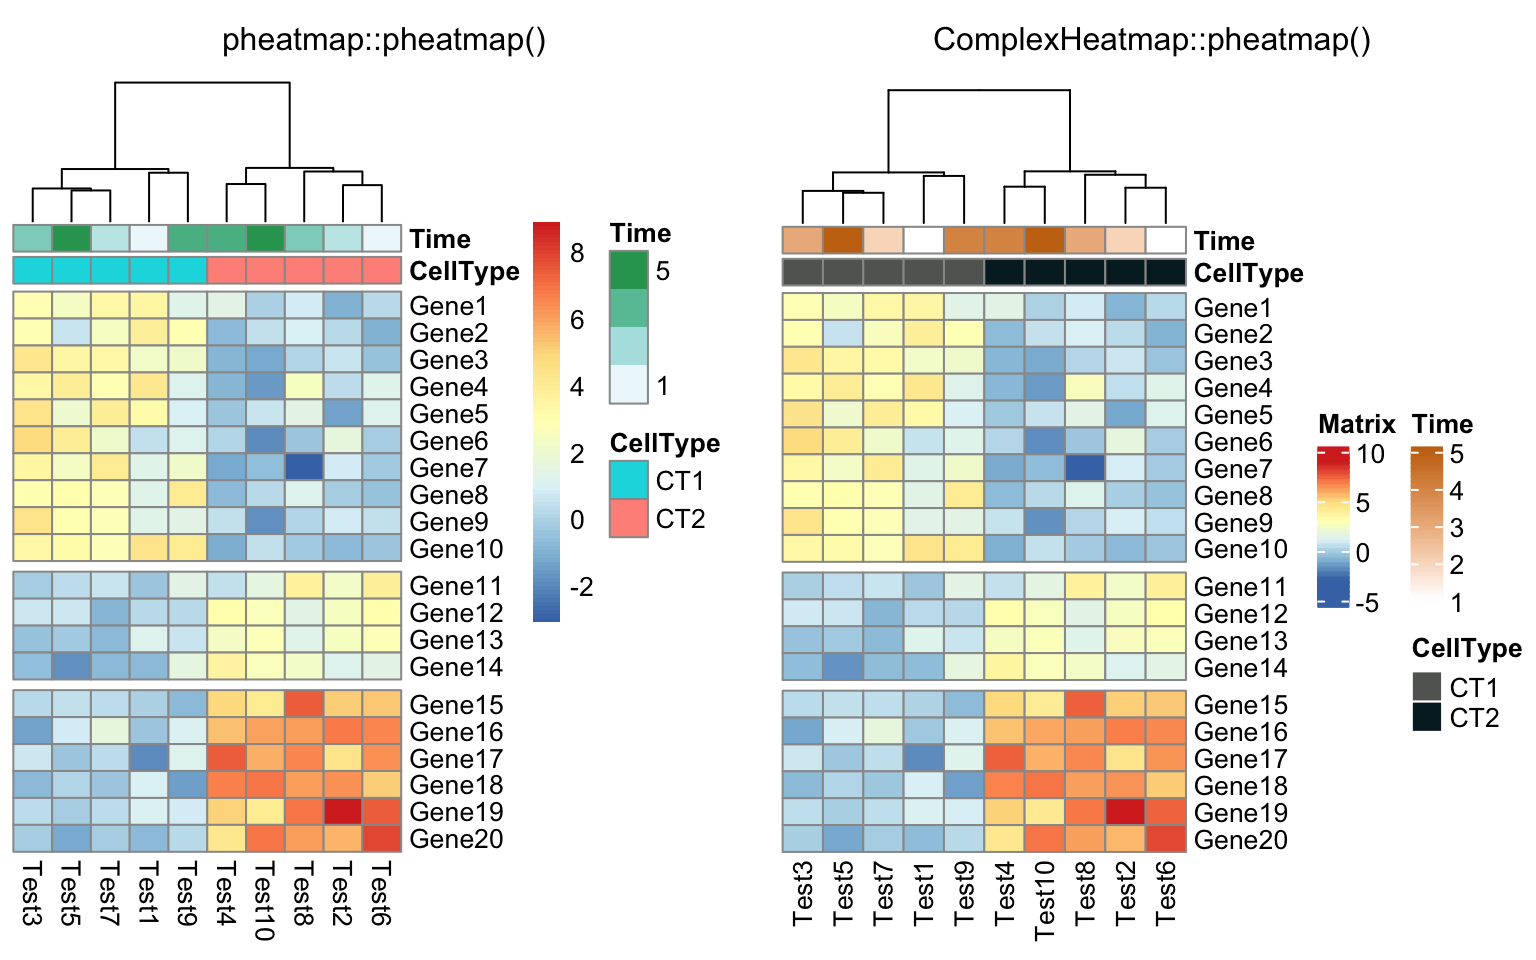 pheatmap::pheatmap()
Time
CellType
Gene1
Gene2
Gene3
Gene4
Gene5
Gene6
Gene7
Gene8
Gene9
Gene10
Gene11
Gene12
Gene13
Gene14
Gene15
Gene16
Gene17
Gene18
Gene19
Gene20
Test3
Test5
Test7
Test1
Test9
Test4
Test10
Test8
Test2
Test6
8
6
4
2
0
-2
Time
5
1
CellType
CT1
CT2
ComplexHeatmap::pheatmap()
Time
CellType
Gene1
Gene2
Gene3
Gene4
Gene5
Gene6
Gene7
Gene8
Gene9
Gene10
Gene11
Gene12
Gene13
Gene14
Gene15
Gene16
Gene17
Gene18
Gene19
Gene20
Test3
Test5
Test7
Test1
Test9
Test4
Test10
Test8
Test2
Test6
Matrix
10
5
0
-5
Time
5
4
3
2
1
CellType
CT1
CT2